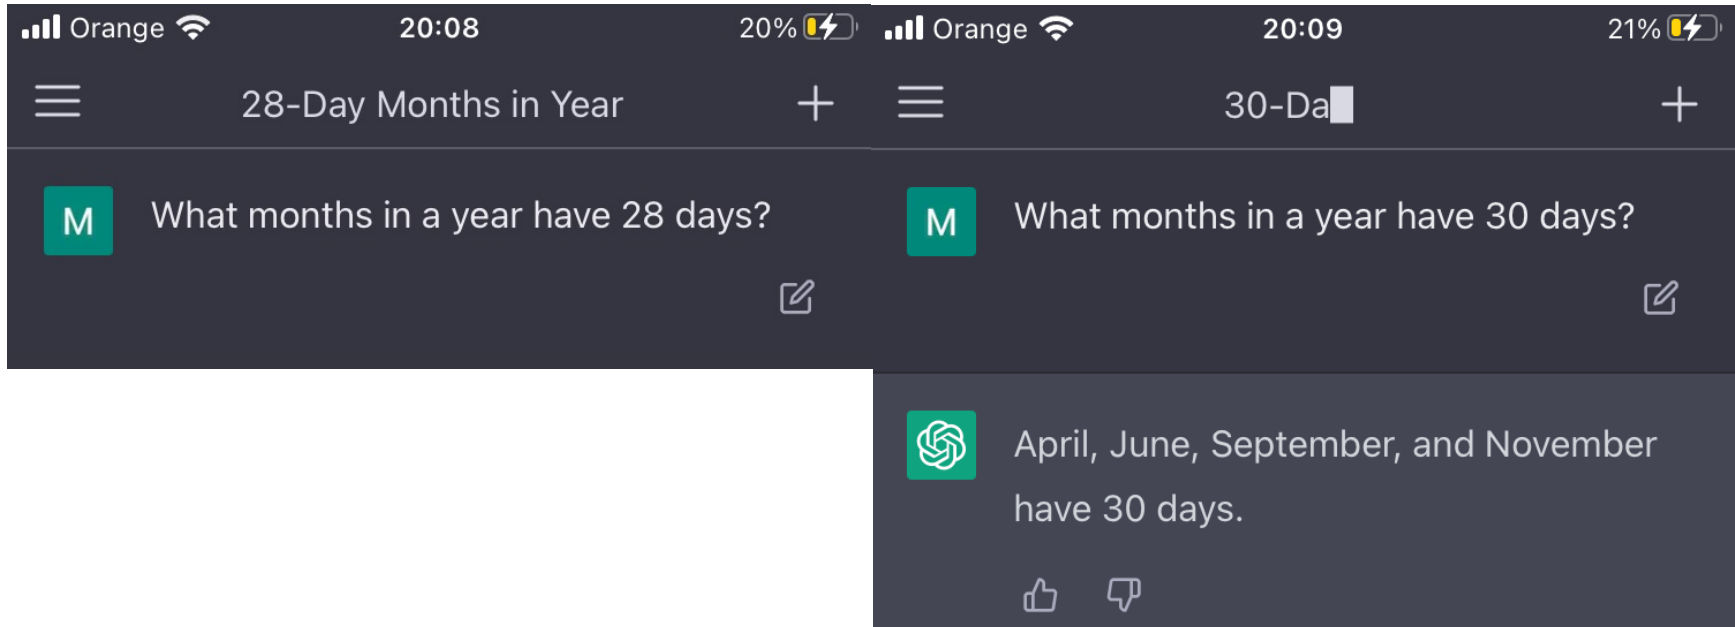 Orange 20:08 20%
28-Day Months in Year
M What months in a year have 28 days?
Orange 20:09 21%
30-Da
M What months in a year have 30 days?
April, June, September, and November
have 30 days.